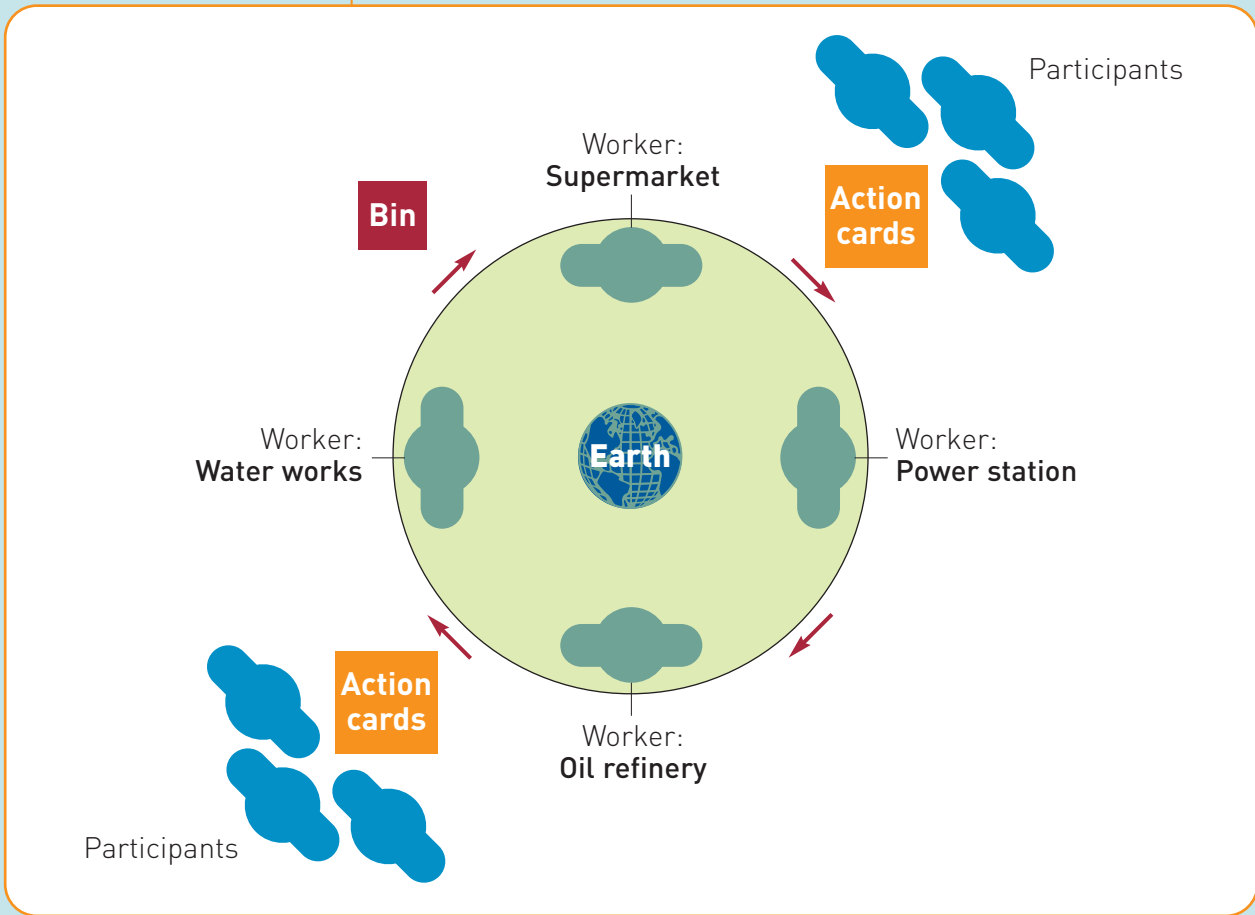 Participants
Worker:
Supermarket
Bin
Action
cards
Worker:
Water works
Earth
Worker:
Power station
Action
cards
Worker:
Oil refinery
Participants